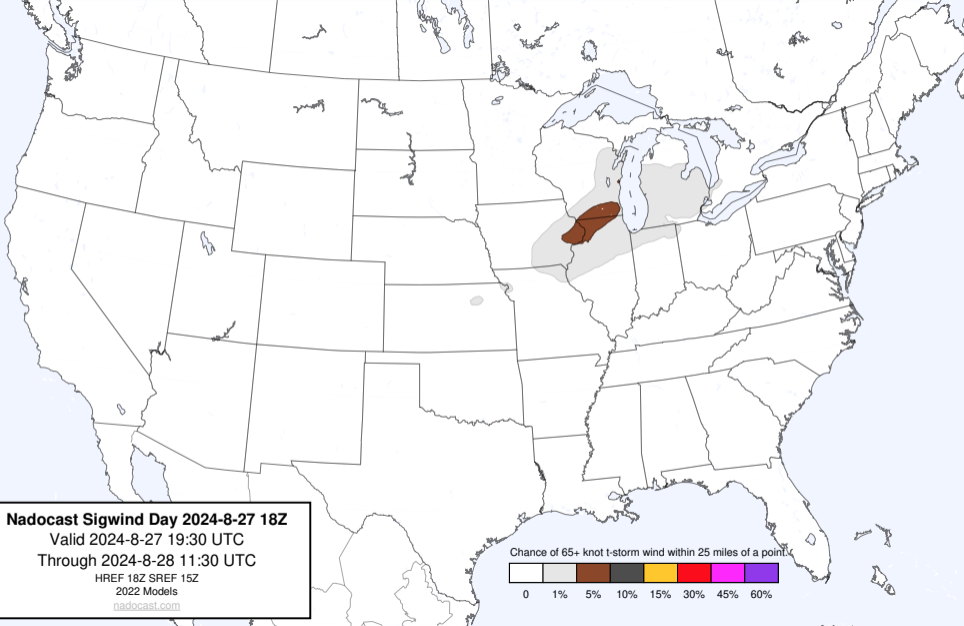 Nadocast Sigwind Day 2024-8-27 18Z
Valid 2024-8-27 19:30 UTC
Through 2024-8-28 11:30 UTC
HREF 18Z SREF 15Z
2022 Models
nadocast.com
Chance of 65+ knot t-storm wind within 25 miles of a point.
0 1% 5% 10% 15% 30% 45% 60%